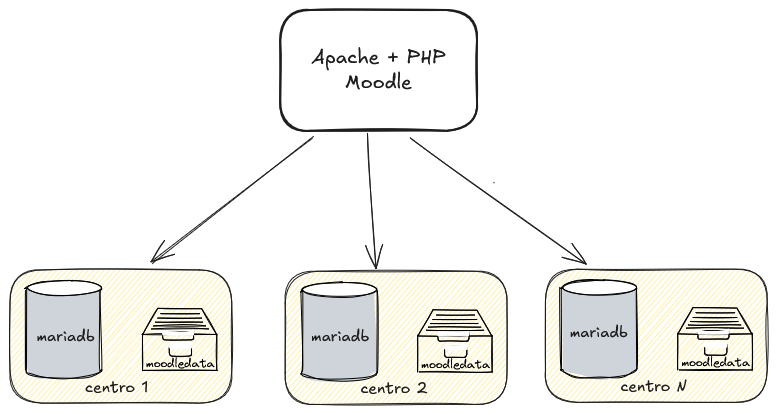 Apache + PHP
Moodle
mariadb
moodledata
centro 1
mariadb
moodledata
centro 2
mariadb
moodledata
centro N